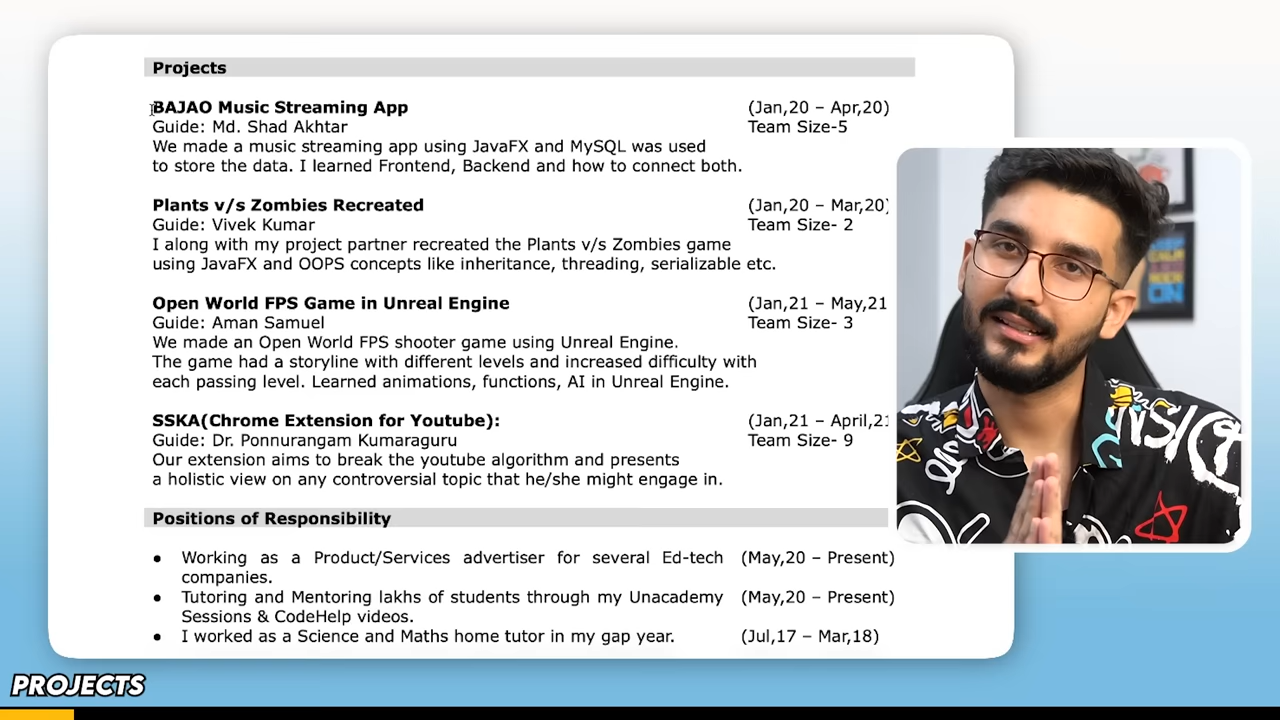 Projects
BAJAO Music Streaming App (Jan,20 – Apr,20)
Guide: Md. Shad Akhtar Team Size-5
We made a music streaming app using JavaFX and MySQL was used
to store the data. I learned Frontend, Backend and how to connect both.
Plants v/s Zombies Recreated (Jan,20 – Mar,20)
Guide: Vivek Kumar Team Size- 2
I along with my project partner recreated the Plants v/s Zombies game
using JavaFX and OOPS concepts like inheritance, threading, serializable etc.
Open World FPS Game in Unreal Engine (Jan,21 – May,21
Guide: Aman Samuel Team Size- 3
We made an Open World FPS shooter game using Unreal Engine.
The game had a storyline with different levels and increased difficulty with
each passing level. Learned animations, functions, AI in Unreal Engine.
SSKA(Chrome Extension for Youtube): (Jan,21 – April,21
Guide: Dr. Ponnurangam Kumaraguru Team Size- 9
Our extension aims to break the youtube algorithm and presents
a holistic view on any controversial topic that he/she might engage in.
Positions of Responsibility
● Working as a Product/Services advertiser for several Ed-tech (May,20 – Present)
companies.
● Tutoring and Mentoring lakhs of students through my Unacademy (May,20 – Present)
Sessions & CodeHelp videos.
● I worked as a Science and Maths home tutor in my gap year. (Jul,17 – Mar,18)
PROJECTS